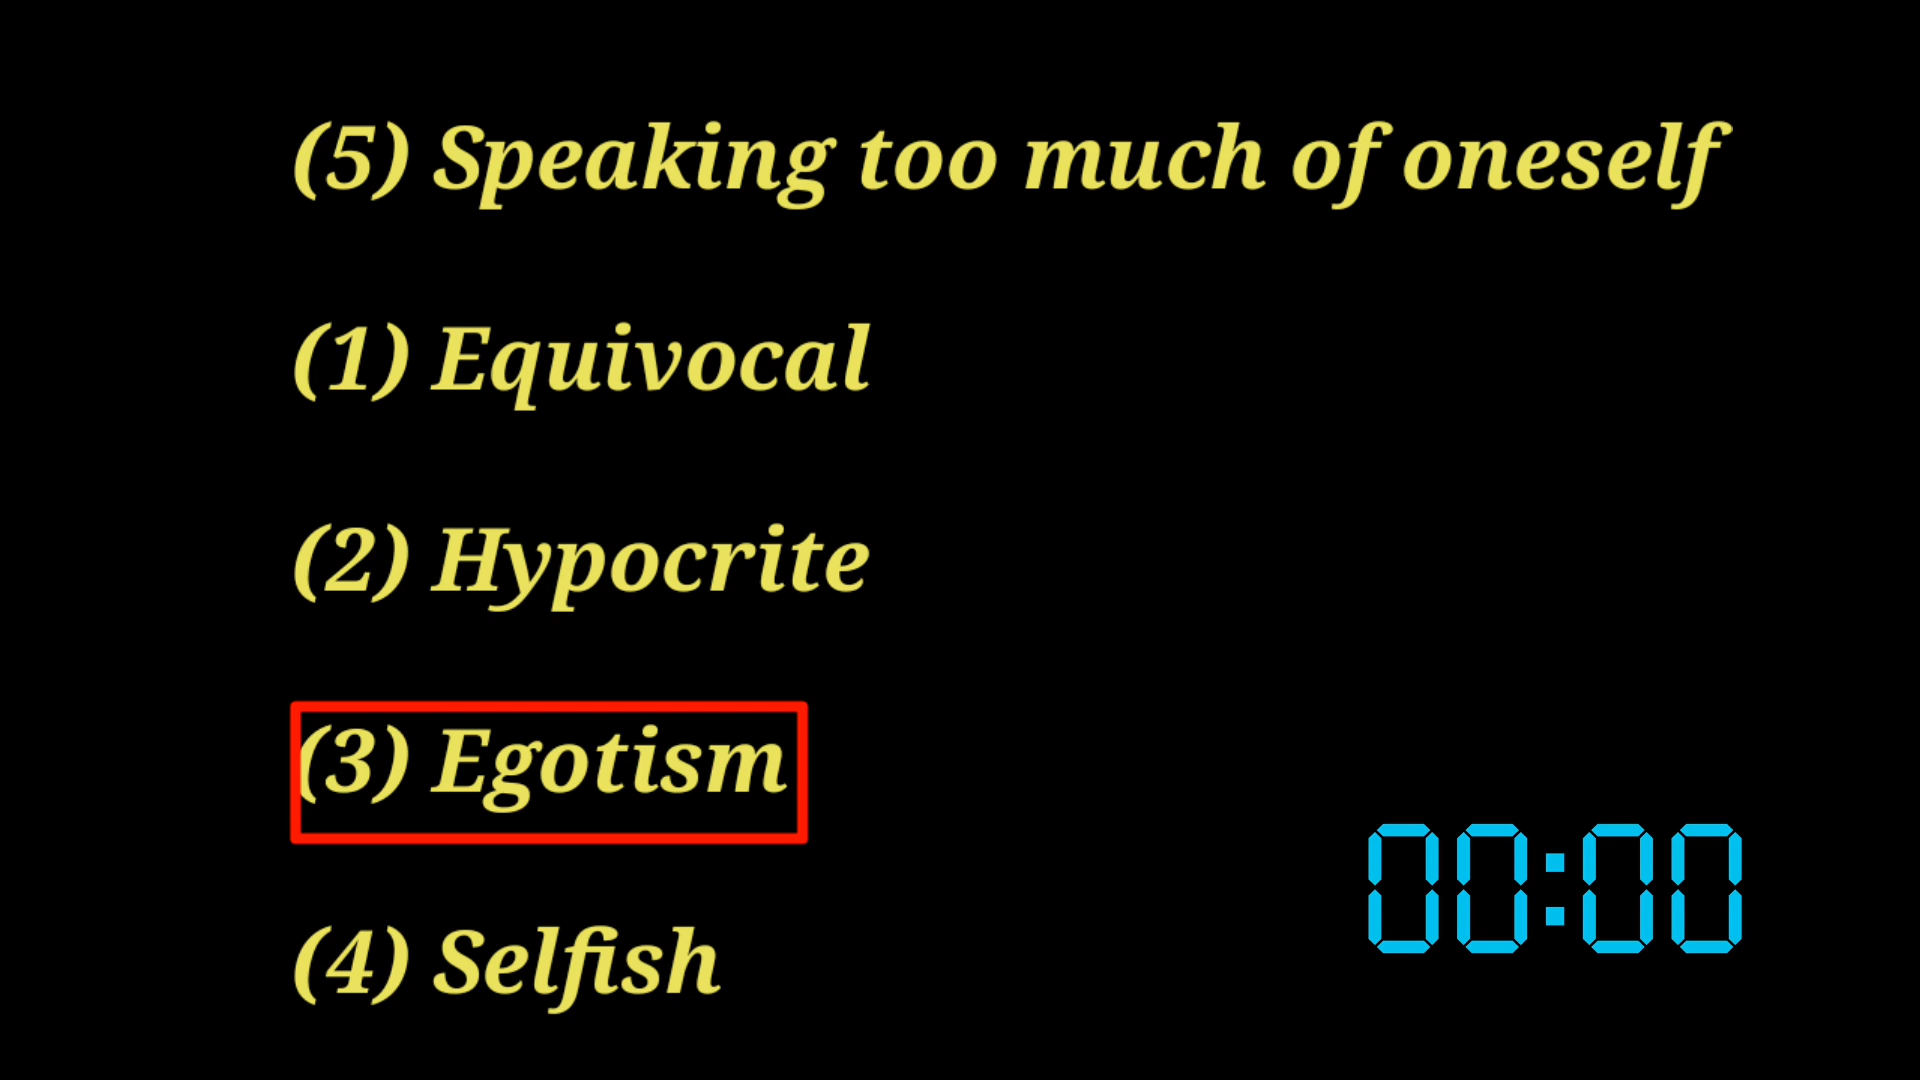 (5) Speaking too much of oneself
(1) Equivocal
(2) Hypocrite
(3) Egotism
(4) Selfish
00:00